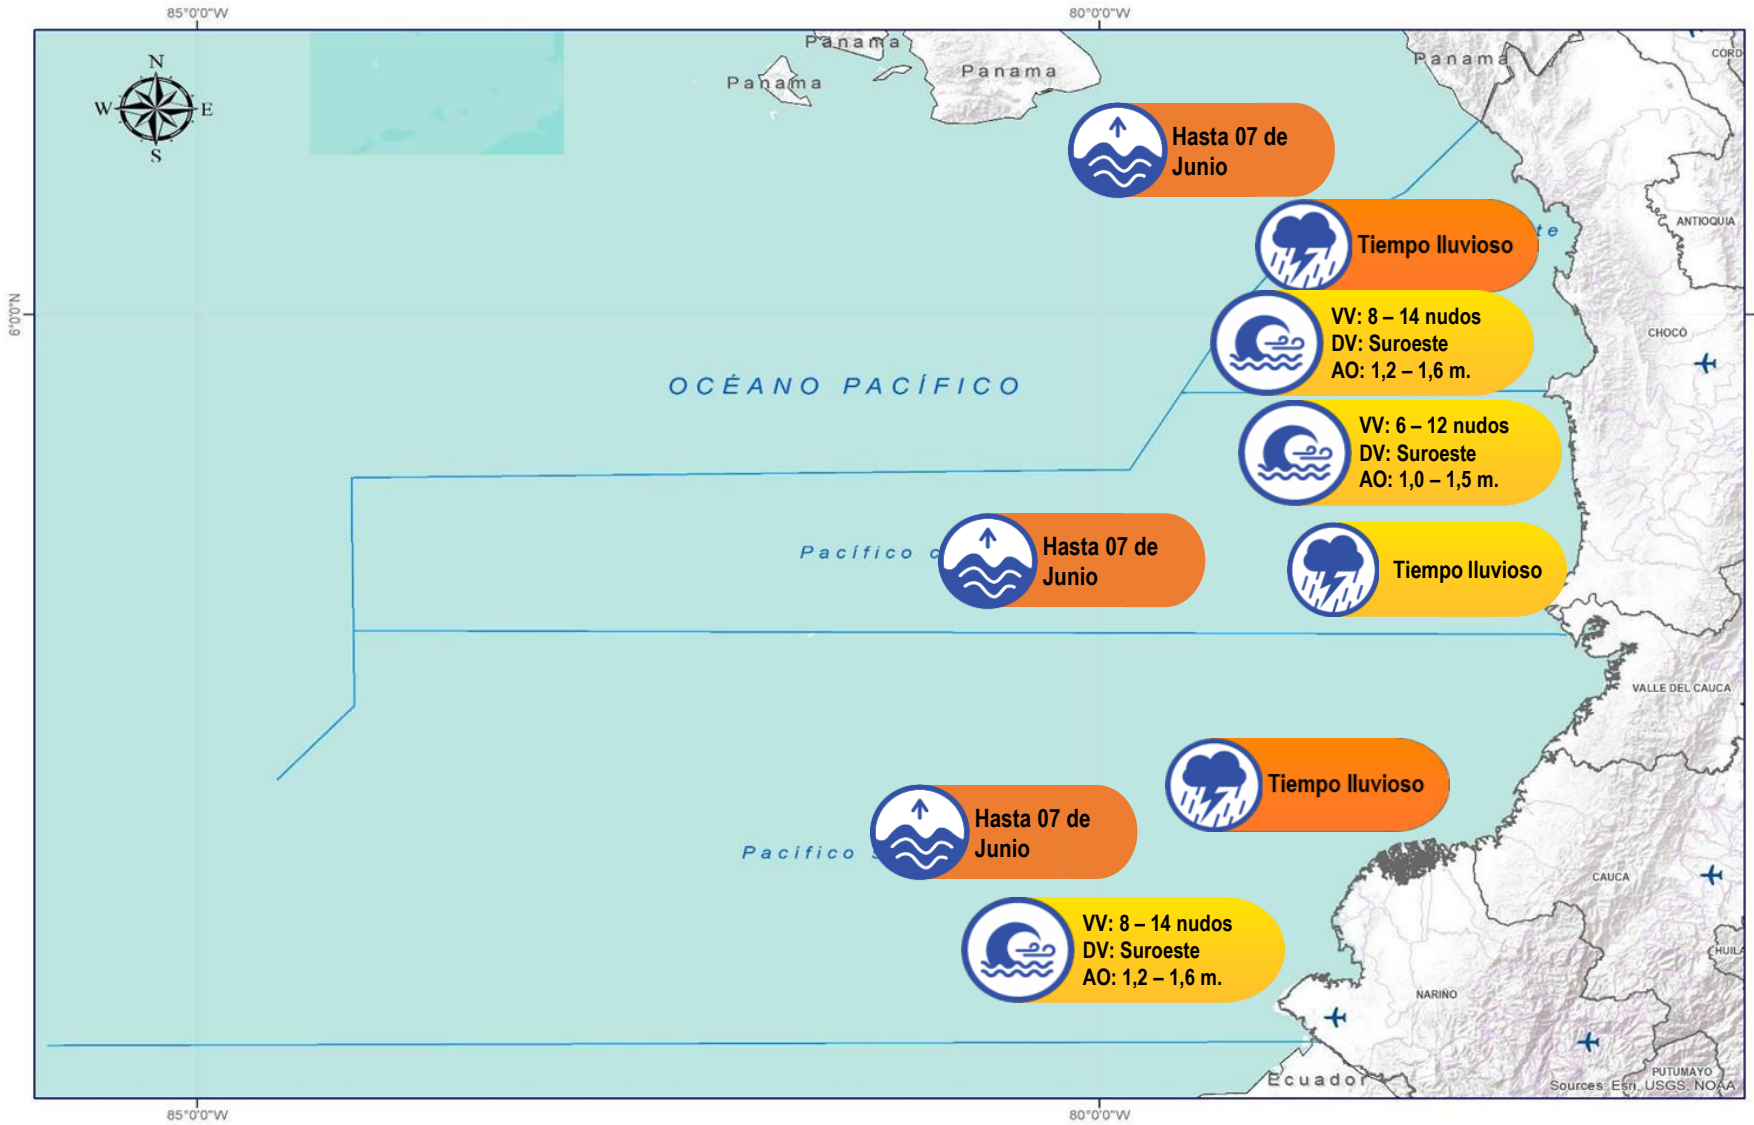 85°0'0"W
80°0'0"W
N
W
E
S
Panama
Panama
Panama
Panama
Hasta 07 de
Junio
ANTIOQUIA
Tiempo lluvioso
te
6°0'0"N
VV: 8 – 14 nudos
DV: Suroeste
AO: 1,2 – 1,6 m.
CHOCÓ
OCÉANO PACÍFICO
VV: 6 – 12 nudos
DV: Suroeste
AO: 1,0 – 1,5 m.
Pacífico c
Hasta 07 de
Junio
Tiempo lluvioso
VALLE DEL CAUCA
Tiempo lluvioso
Hasta 07 de
Junio
Pacífico
CAUCA
VV: 8 – 14 nudos
DV: Suroeste
AO: 1,2 – 1,6 m.
HUILA
NARIÑO
PUTUMAYO
Ecuador
Sources: Esri, USGS, NOAA
85°0'0"W
80°0'0"W